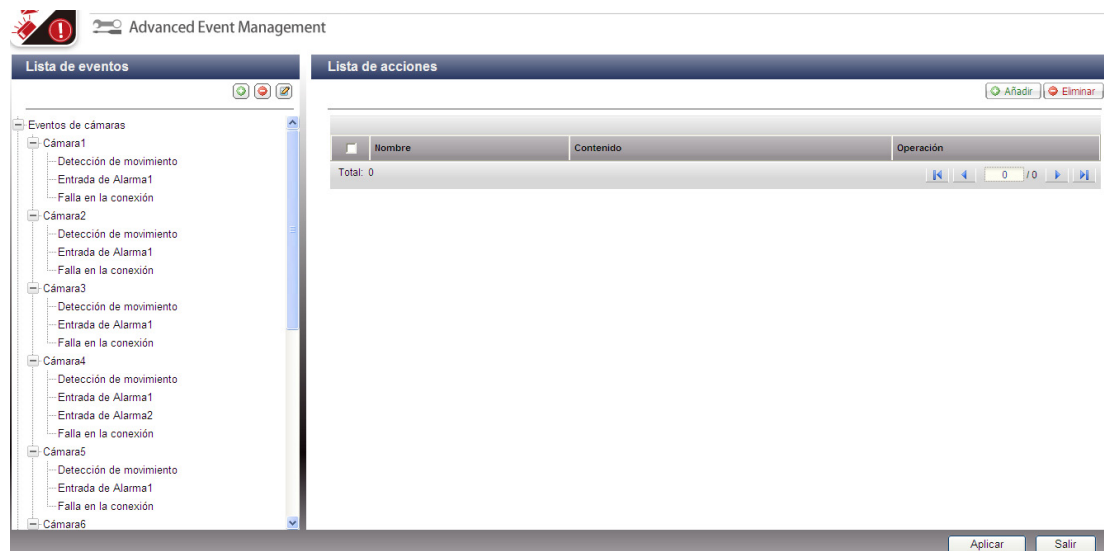 Advanced Event Management
Lista de eventos
Eventos de cámaras
Cámara1
Detección de movimiento
Entrada de Alarma1
Falla en la conexión
Cámara2
Detección de movimiento
Entrada de Alarma1
Falla en la conexión
Cámara3
Detección de movimiento
Entrada de Alarma1
Falla en la conexión
Cámara4
Detección de movimiento
Entrada de Alarma1
Entrada de Alarma2
Falla en la conexión
Cámara5
Detección de movimiento
Entrada de Alarma1
Falla en la conexión
Cámara6
Lista de acciones
Añadir Eliminar
Nombre Contenido Operación
Total: 0 0 / 0
Aplicar Salir